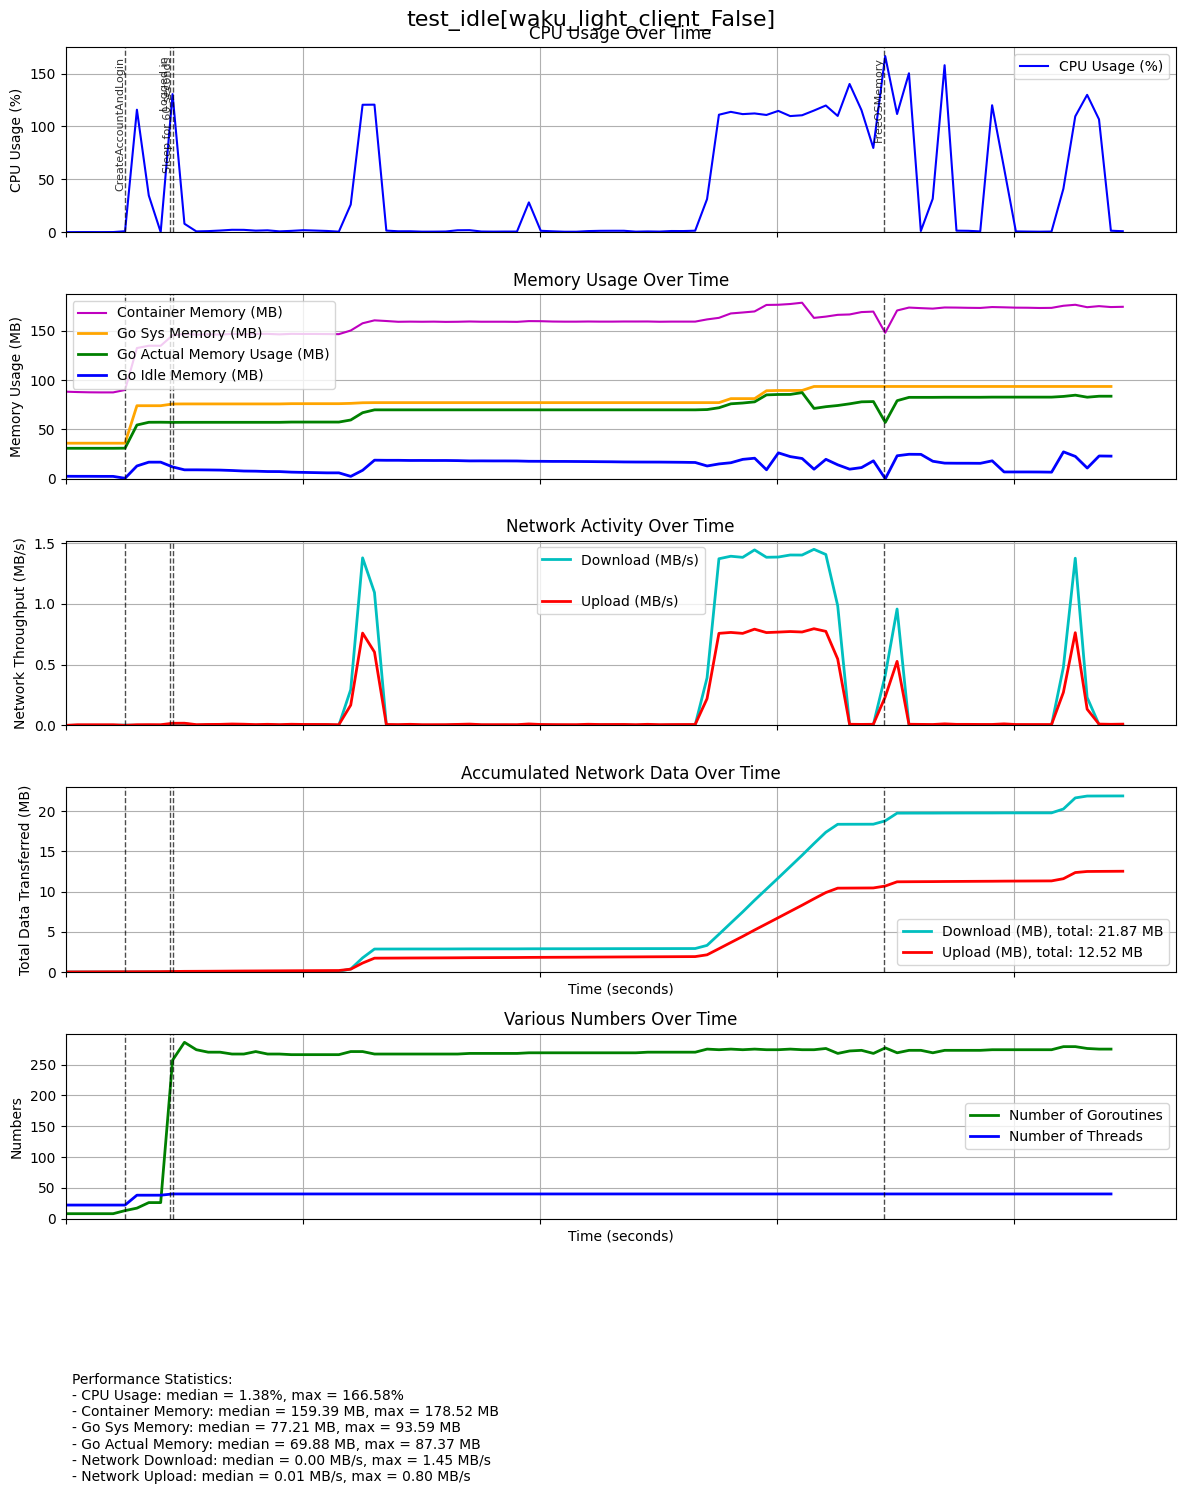 test_idle[waku_light_client_False]
CPU Usage Over Time
CPU Usage (%)
150
100
50
0
CreateAccountAndLogin
Logged in
Sleep for 60 seconds
FreeOSMemory
CPU Usage (%)
Memory Usage Over Time
Memory Usage (MB)
150
100
50
0
Container Memory (MB)
Go Sys Memory (MB)
Go Actual Memory Usage (MB)
Go Idle Memory (MB)
Network Activity Over Time
Network Throughput (MB/s)
1.5
1.0
0.5
0.0
Download (MB/s)
Upload (MB/s)
Accumulated Network Data Over Time
Total Data Transferred (MB)
20
15
10
5
0
Download (MB), total: 21.87 MB
Upload (MB), total: 12.52 MB
Time (seconds)
Various Numbers Over Time
Numbers
250
200
150
100
50
0
Number of Goroutines
Number of Threads
Time (seconds)
Performance Statistics:
- CPU Usage: median = 1.38%, max = 166.58%
- Container Memory: median = 159.39 MB, max = 178.52 MB
- Go Sys Memory: median = 77.21 MB, max = 93.59 MB
- Go Actual Memory: median = 69.88 MB, max = 87.37 MB
- Network Download: median = 0.00 MB/s, max = 1.45 MB/s
- Network Upload: median = 0.01 MB/s, max = 0.80 MB/s